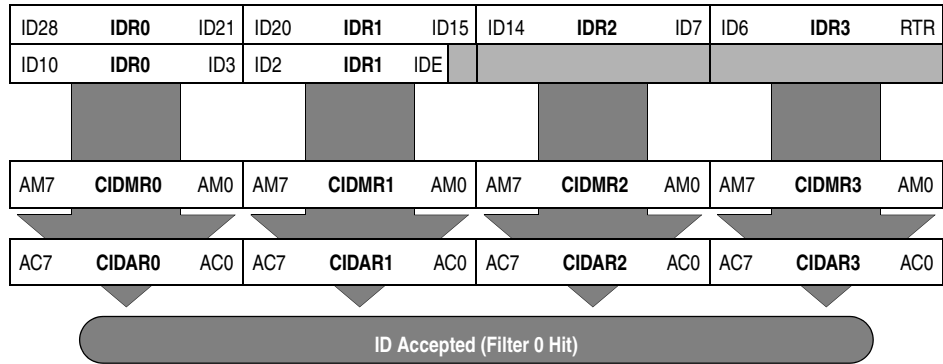 ID28 IDR0 ID21 ID20 IDR1 ID15 ID14 IDR2 ID7 ID6 IDR3 RTR
ID10 IDR0 ID3 ID2 IDR1 IDE
AM7 CIDMR0 AM0 AM7 CIDMR1 AM0 AM7 CIDMR2 AM0 AM7 CIDMR3 AM0
AC7 CIDAR0 AC0 AC7 CIDAR1 AC0 AC7 CIDAR2 AC0 AC7 CIDAR3 AC0
ID Accepted (Filter 0 Hit)